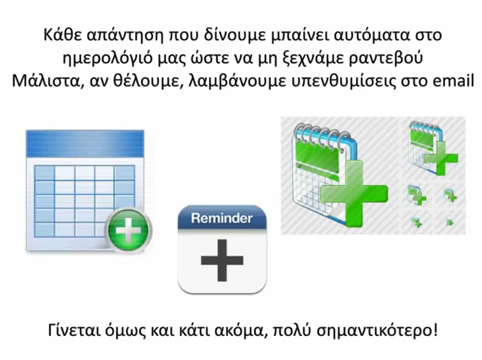 Κάθε απάντηση που δίνουμε μπαίνει αυτόματα στο
ημερολόγιό μας ώστε να μη ξεχνάμε ραντεβού
Μάλιστα, αν θέλουμε, λαμβάνουμε υπενθυμίσεις στο email
Reminder
Γίνεται όμως και κάτι ακόμα, πολύ σημαντικότερο!